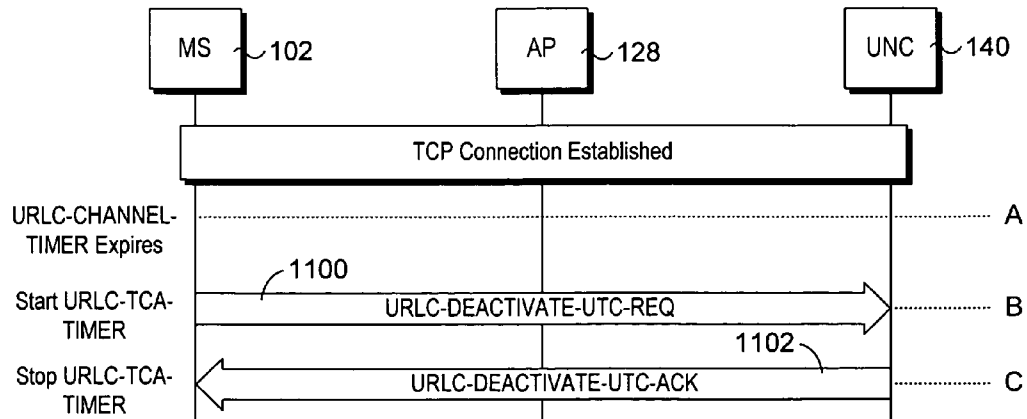 MS
102
AP
128
UNC
140
TCP Connection Established
URLC-CHANNEL-
TIMER Expires
A
1100
Start URLC-TCA-
TIMER
URLC-DEACTIVATE-UTC-REQ
B
1102
Stop URLC-TCA-
TIMER
URLC-DEACTIVATE-UTC-ACK
C